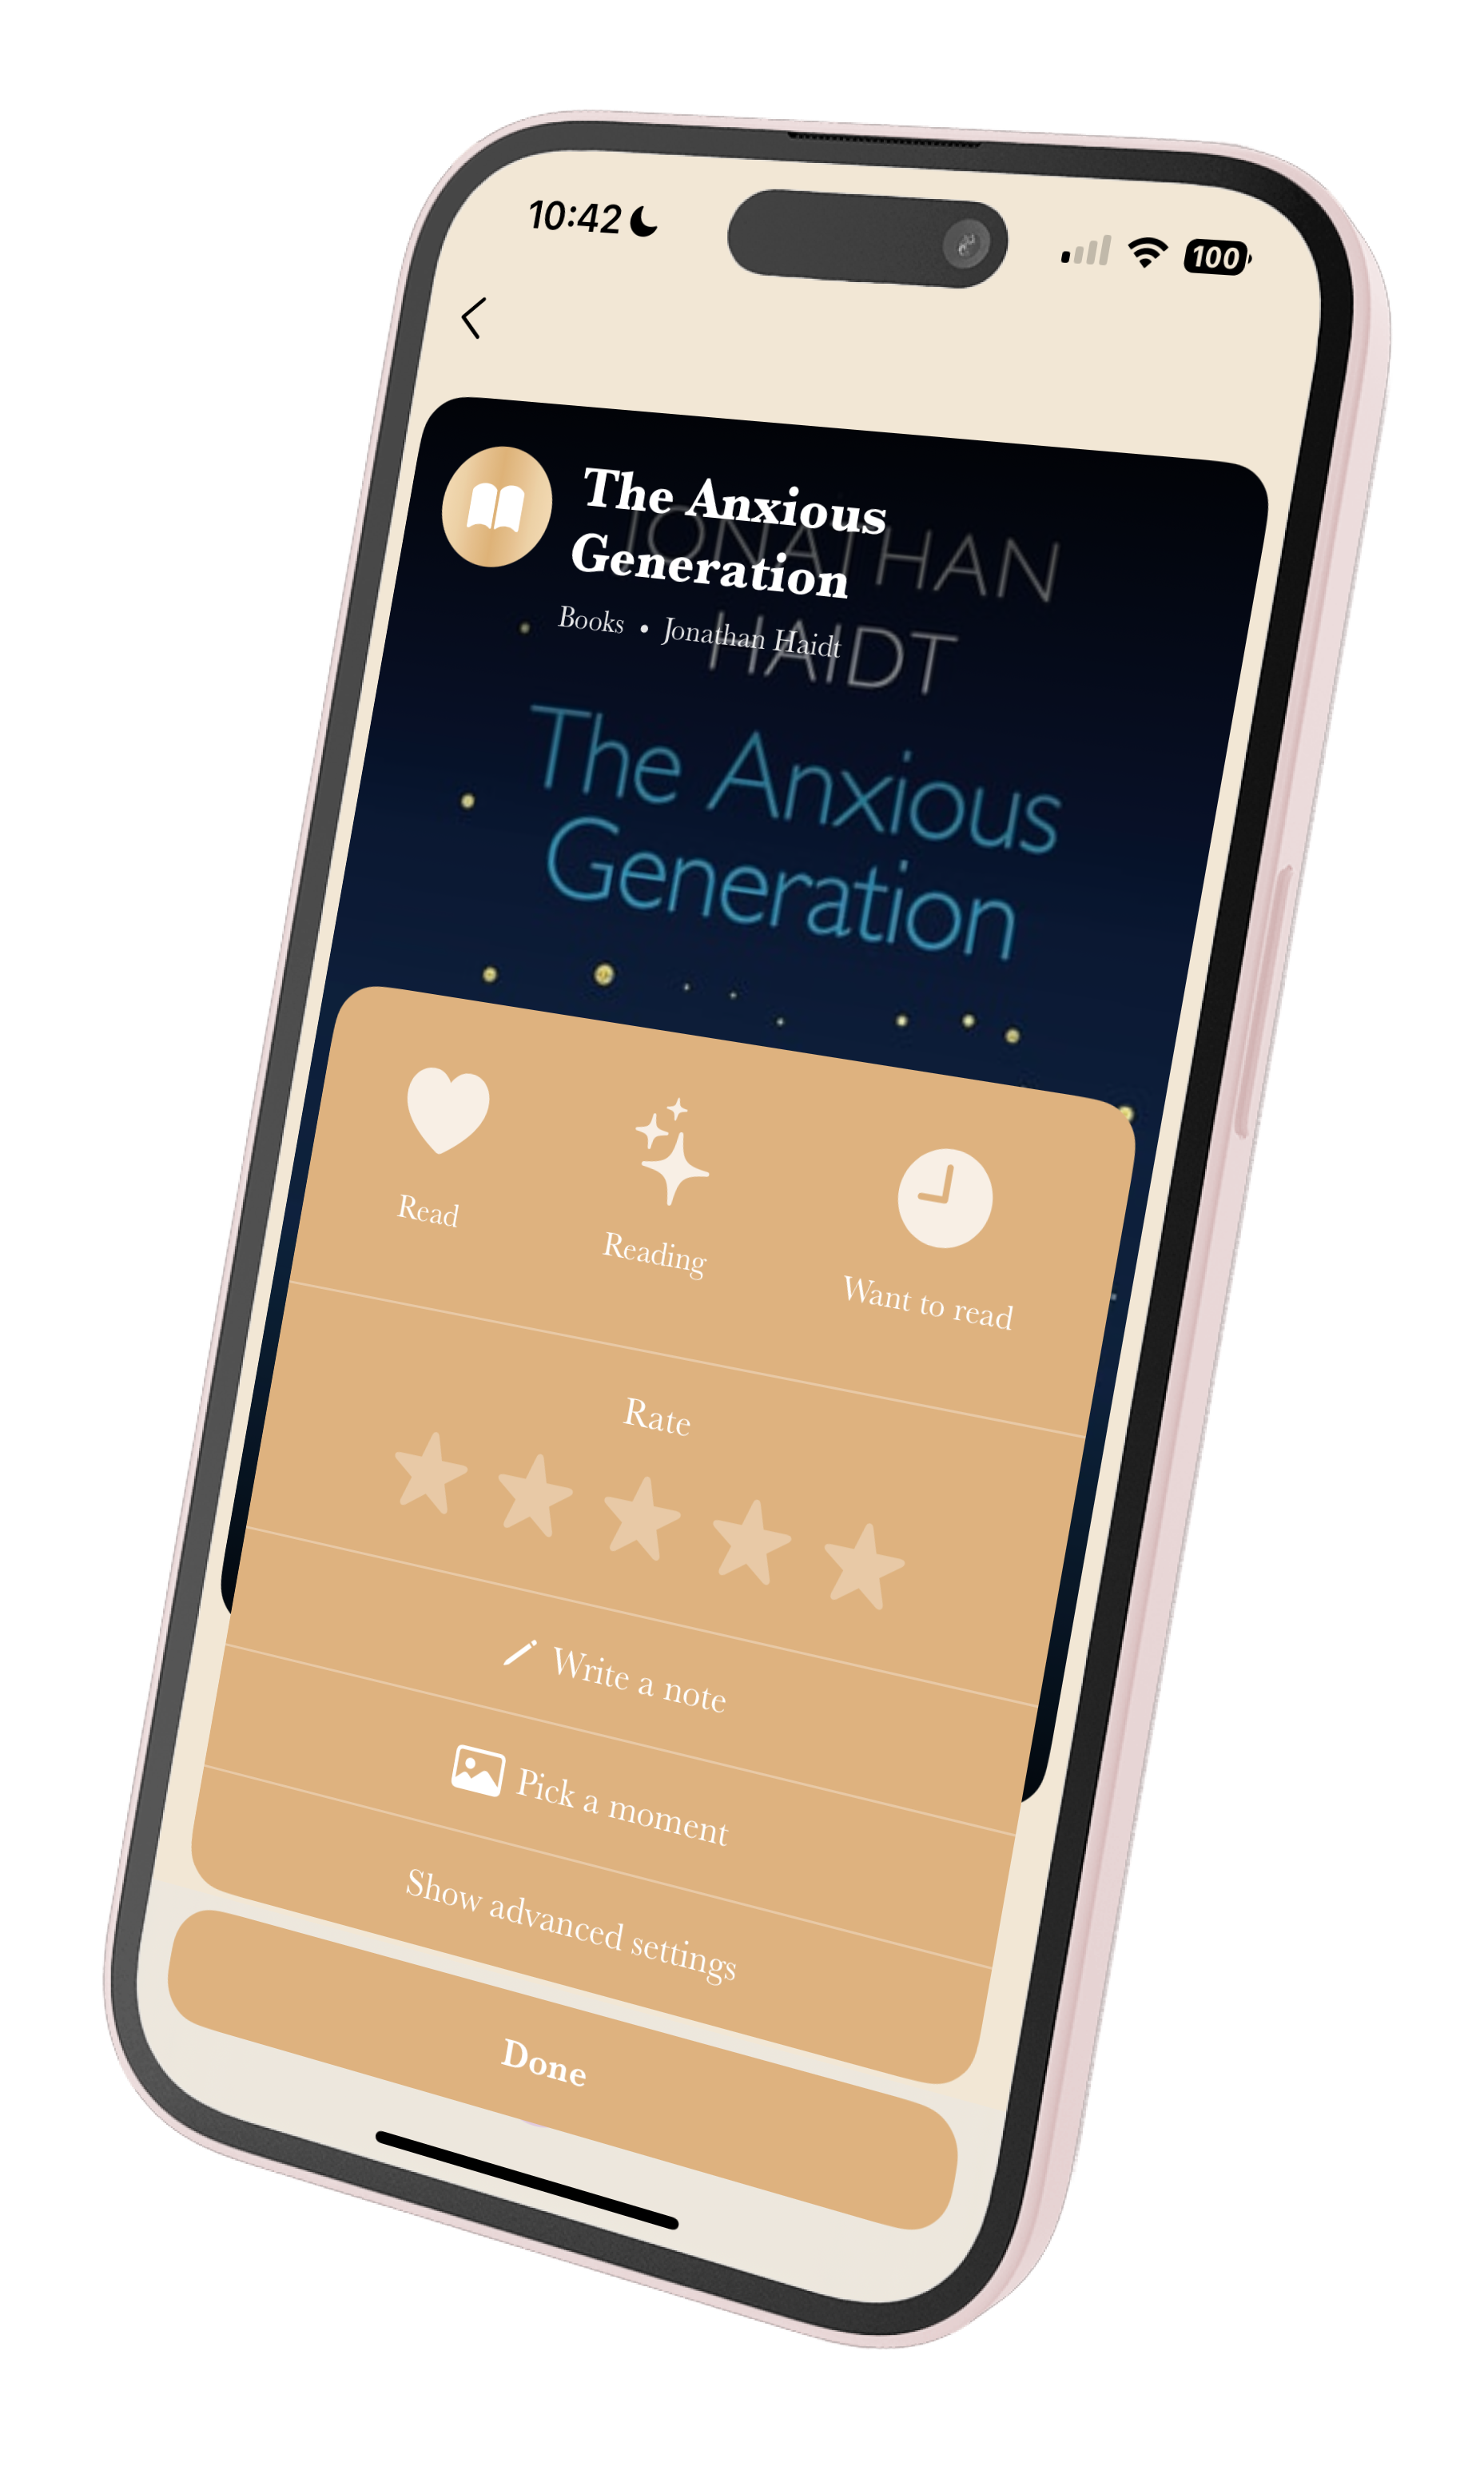 10:42
100
The Anxious
Generation
Books • Jonathan Haidt
JONATHAN
HAIDT
The Anxious
Generation
Read
Reading
Want to read
Rate
Write a note
Pick a moment
Show advanced settings
Done